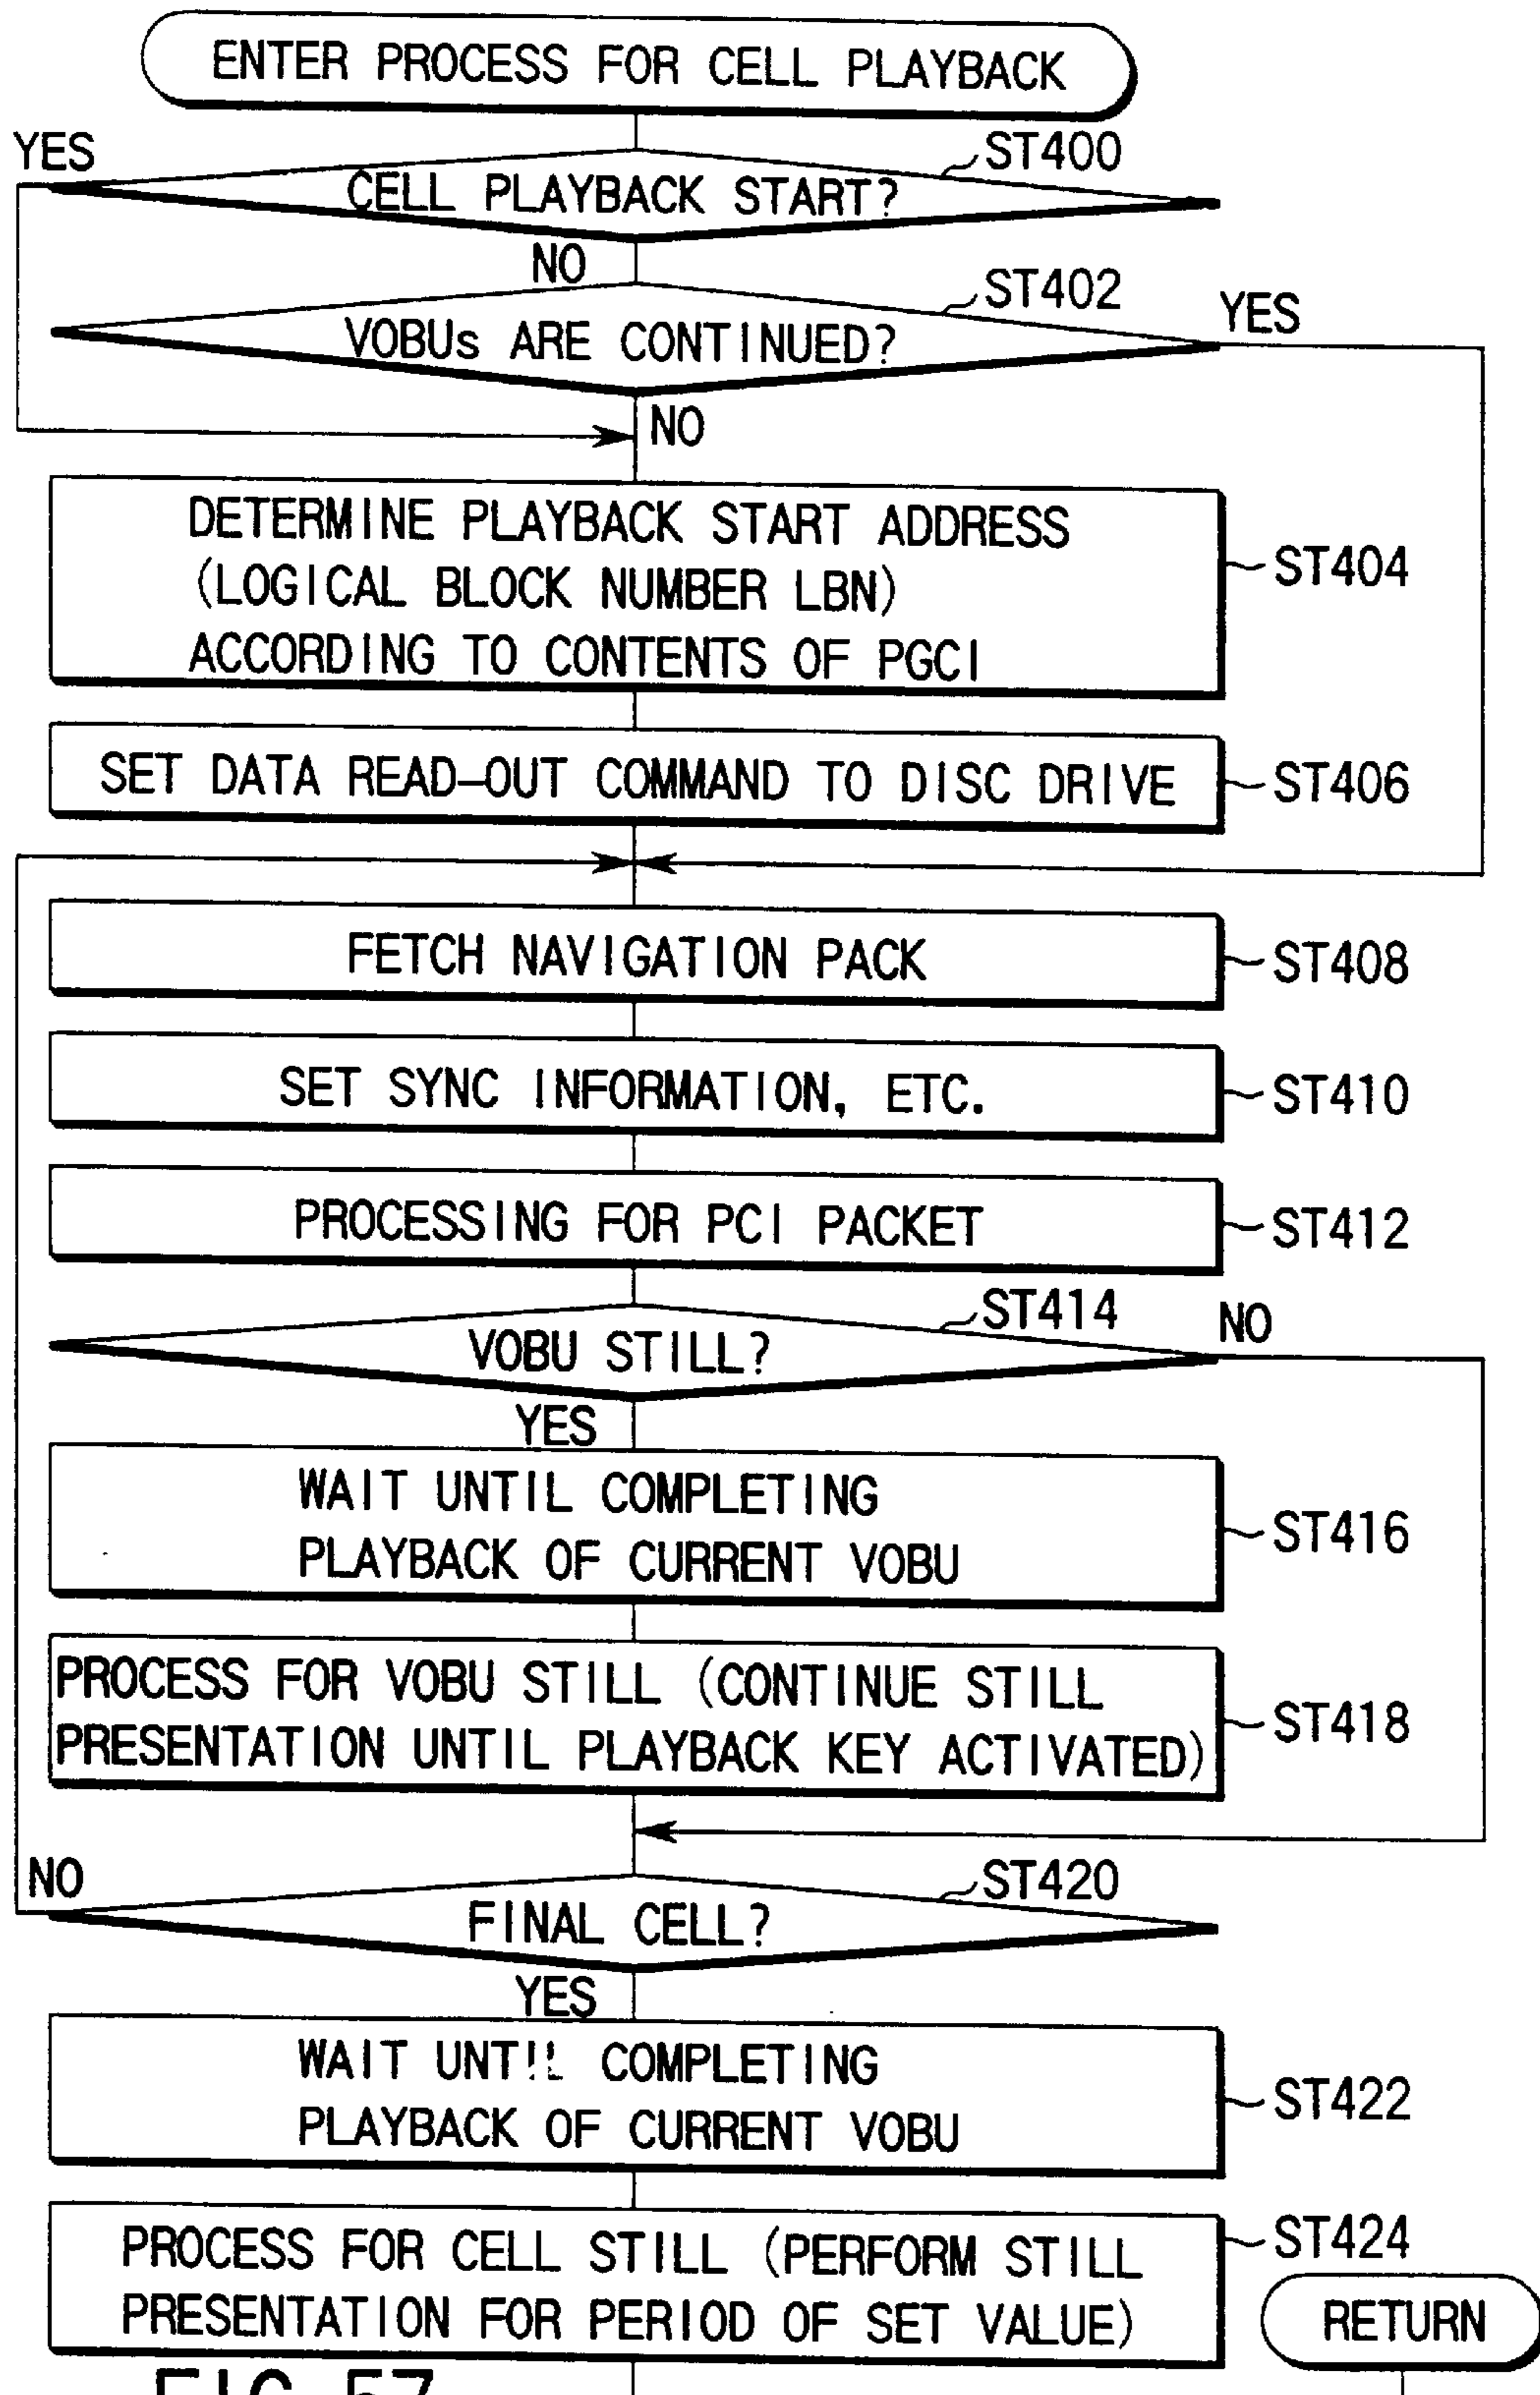 ENTER PROCESS FOR CELL PLAYBACK
YES
ST400
CELL PLAYBACK START?
NO
ST402
YES
VOBUs ARE CONTINUED?
NO
DETERMINE PLAYBACK START ADDRESS
(LOGICAL BLOCK NUMBER LBN)
ACCORDING TO CONTENTS OF PGCI
ST404
SET DATA READ-OUT COMMAND TO DISC DRIVE
ST406
FETCH NAVIGATION PACK
ST408
SET SYNC INFORMATION, ETC.
ST410
PROCESSING FOR PCI PACKET
ST412
ST414
NO
VOBU STILL?
YES
WAIT UNTIL COMPLETING
PLAYBACK OF CURRENT VOBU
ST416
PROCESS FOR VOBU STILL (CONTINUE STILL
PRESENTATION UNTIL PLAYBACK KEY ACTIVATED)
ST418
NO
ST420
FINAL CELL?
YES
WAIT UNTIL COMPLETING
PLAYBACK OF CURRENT VOBU
ST422
PROCESS FOR CELL STILL (PERFORM STILL
PRESENTATION FOR PERIOD OF SET VALUE)
ST424
RETURN
FIG. 57